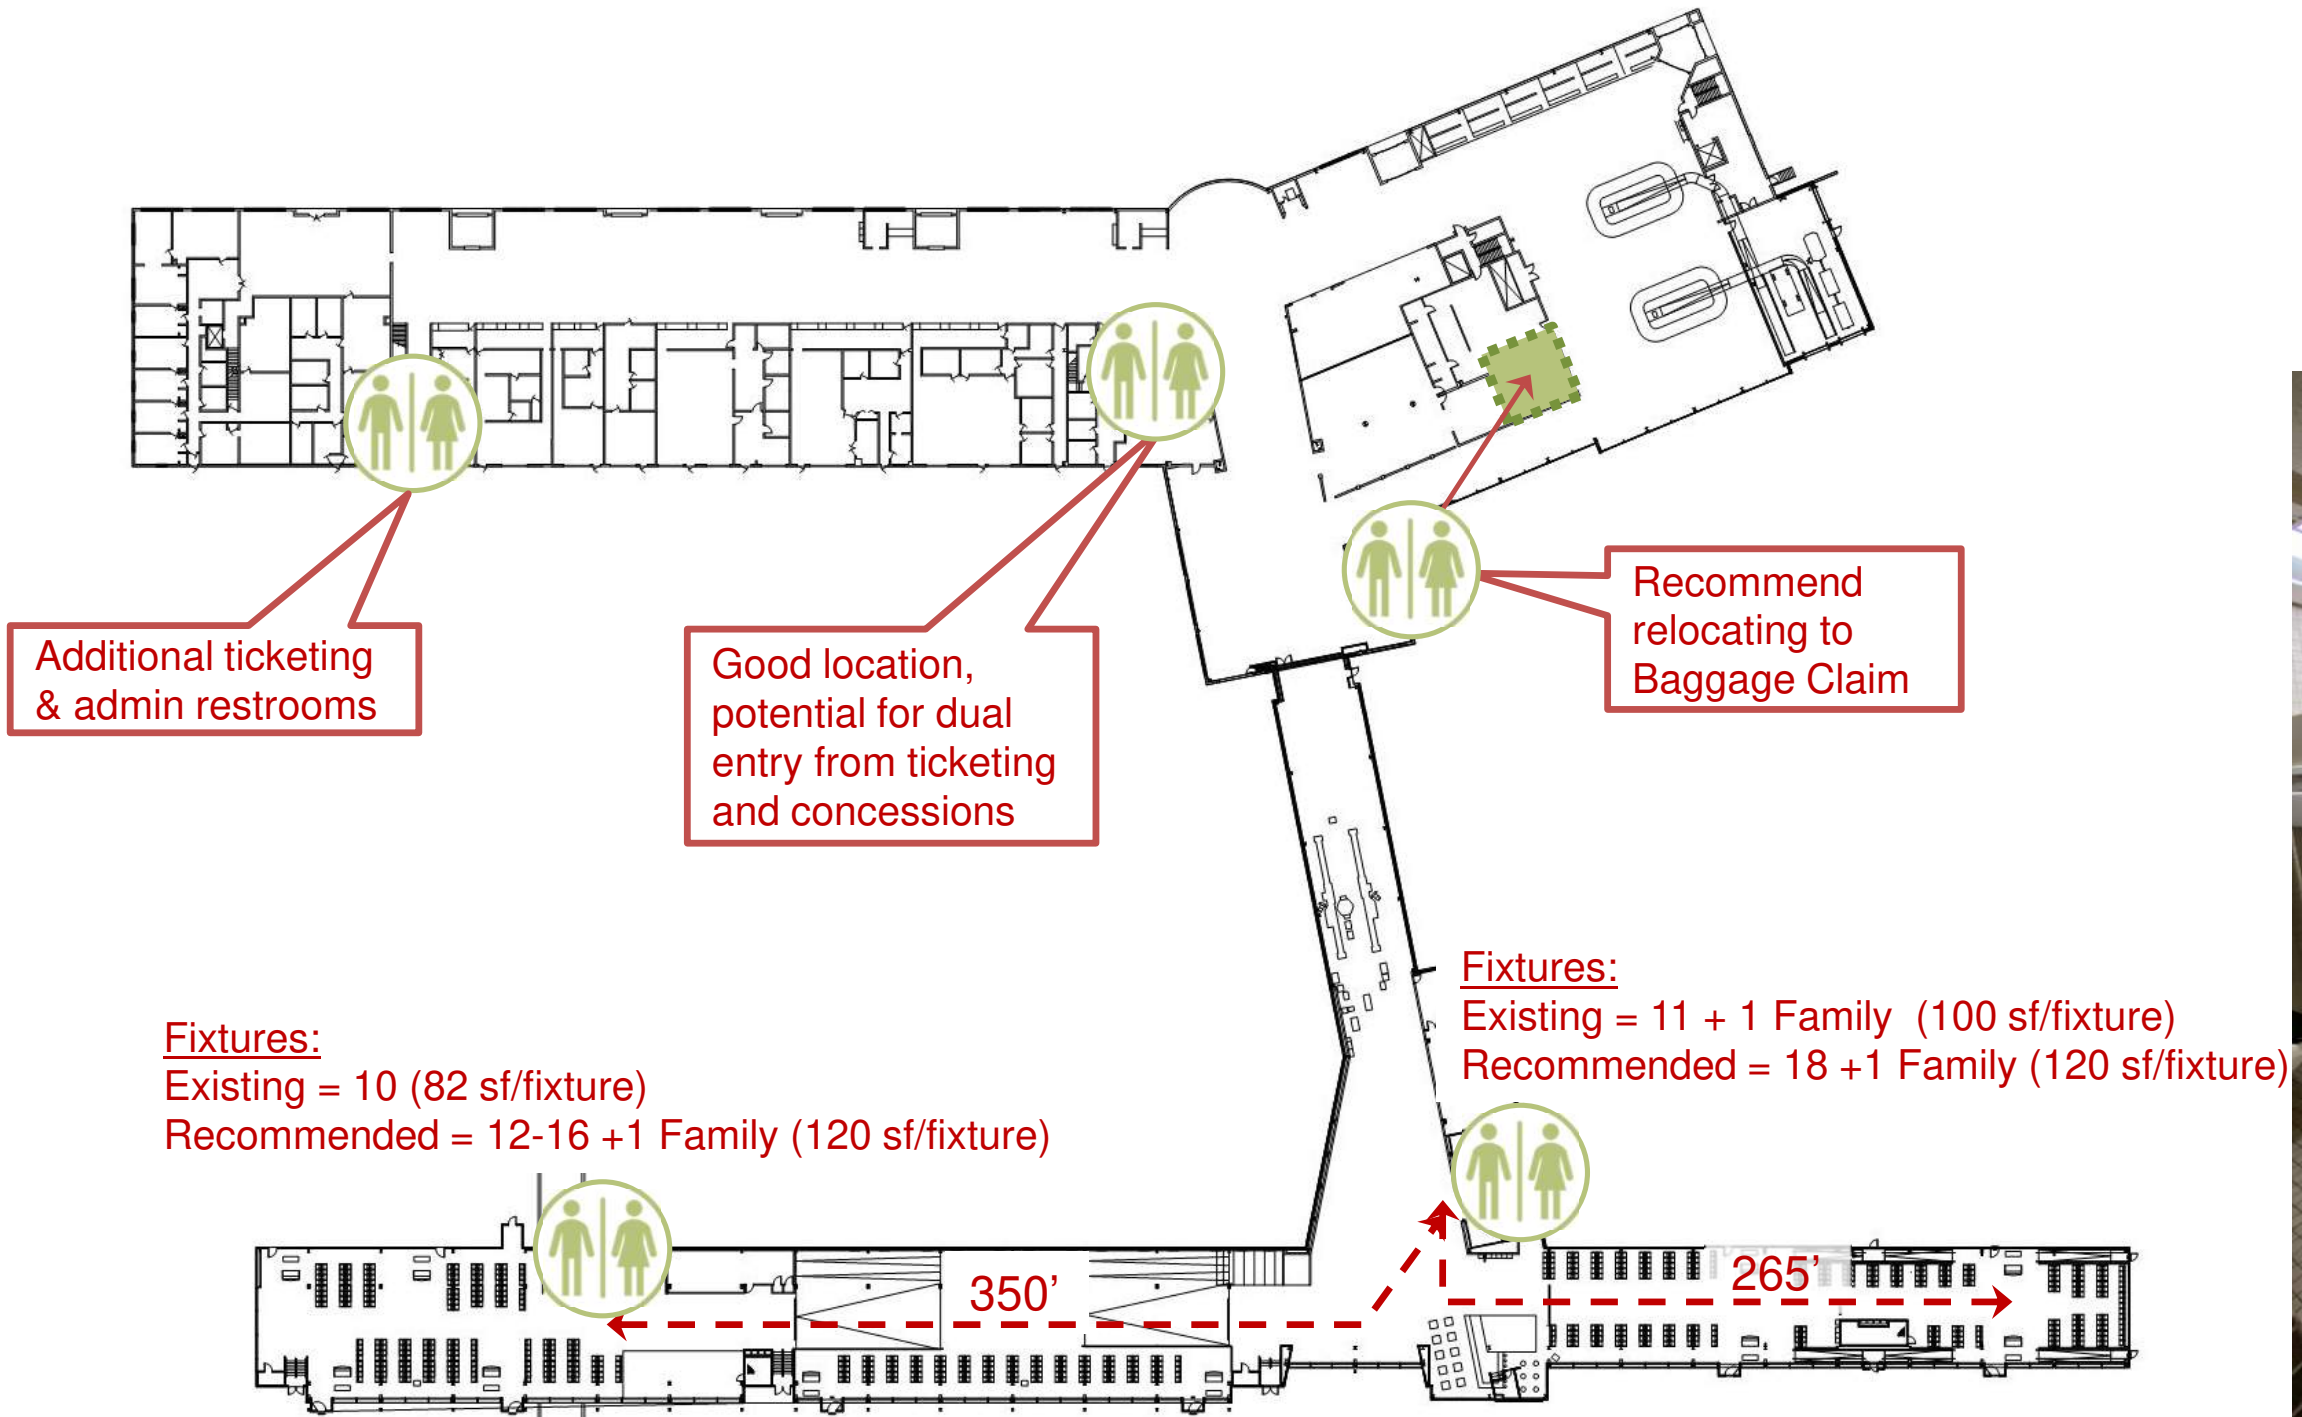 Additional ticketing
& admin restrooms
Good location,
potential for dual
entry from ticketing
and concessions
Recommend
relocating to
Baggage Claim
Fixtures:
Existing = 11 + 1 Family (100 sf/fixture)
Recommended = 18 +1 Family (120 sf/fixture)
Fixtures:
Existing = 10 (82 sf/fixture)
Recommended = 12-16 +1 Family (120 sf/fixture)
350’
265’